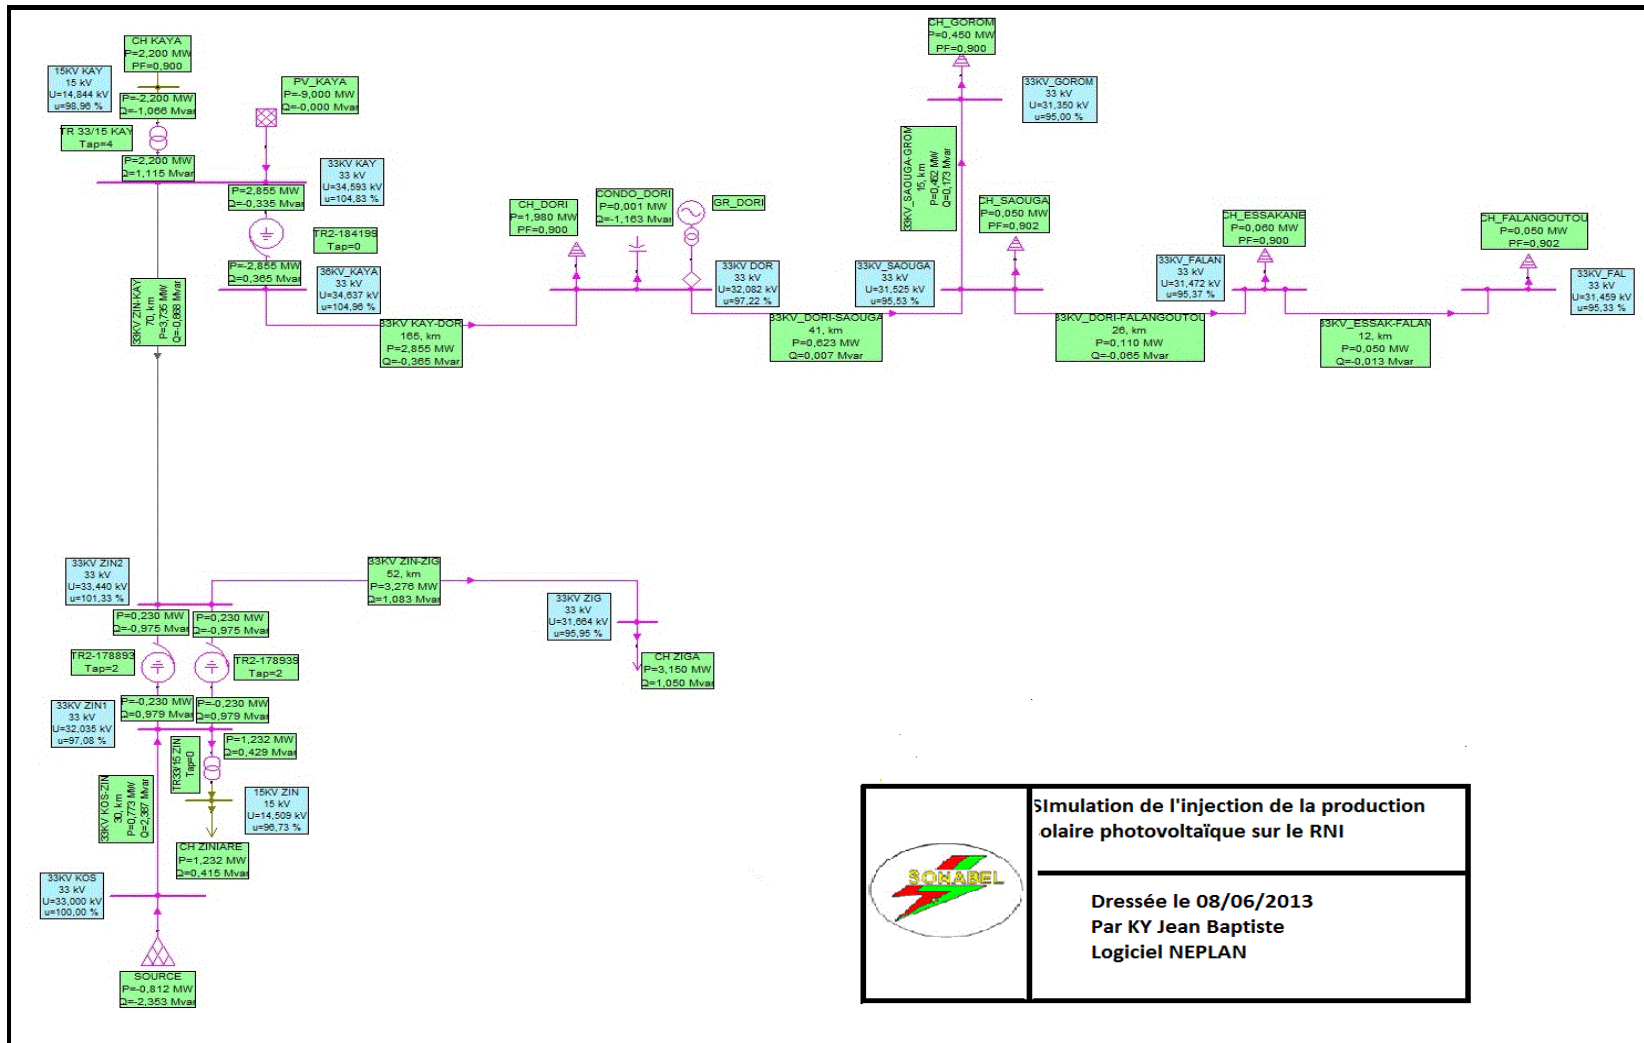 CH KAYA
P=2,200 MW
PF=0,900
15KV KAY
15 kV
U=14,844 kV
u=98,96 %
P=-2,200 MW
Q=-1,066 Mvar
TR 33/15 KAY
Tap=4
P=2,200 MW
Q=1,115 Mvar
PV_KAYA
P=-9,000 MW
Q=-0,000 Mvar
33KV KAY
33 kV
U=34,593 kV
u=104,83 %
P=2,855 MW
Q=-0,335 Mvar
TR2-184199
Tap=0
P=-2,855 MW
Q=0,365 Mvar
36KV_KAYA
33 kV
U=34,637 kV
u=104,96 %
33KV KAY-DOR
165, km
P=2,855 MW
Q=-0,365 Mvar
CH_DORI
P=1,980 MW
PF=0,900
CONDO_DORI
P=0,001 MW
Q=-1,163 Mvar
GR_DORI
33KV DOR
33 kV
U=32,082 kV
u=97,22 %
33KV_DORI-SAOUGA
41, km
P=0,623 MW
Q=0,007 Mvar
33KV_SAOUGA
33 kV
U=31,525 kV
u=95,53 %
CH_GOROM
P=0,450 MW
PF=0,900
33KV_GOROM
33 kV
U=31,350 kV
u=95,00 %
33KV_SAOUGA-GROM
15, km
P=0,452 MW
Q=0,173 Mvar
CH_SAOUGA
P=0,050 MW
PF=0,902
33KV_DORI-FALANGOUTOU
26, km
P=0,110 MW
Q=-0,065 Mvar
33KV_FALAN
33 kV
U=31,472 kV
u=95,37 %
CH_ESSAKANE
P=0,060 MW
PF=0,900
33KV_ESSAK-FALAN
12, km
P=0,050 MW
Q=-0,013 Mvar
CH_FALANGOUTOU
P=0,050 MW
PF=0,902
33KV_FAL
33 kV
U=31,459 kV
u=95,33 %
33KV ZIN-KAY
70, km
P=3,735 MW
Q=-0,868 Mvar
33KV ZIN2
33 kV
U=33,440 kV
u=101,33 %
33KV ZIN-ZIG
52, km
P=3,276 MW
Q=1,083 Mvar
33KV ZIG
33 kV
U=31,664 kV
u=95,95 %
CH ZIGA
P=3,150 MW
Q=1,050 Mvar
P=0,230 MW
Q=-0,975 Mvar
P=0,230 MW
Q=-0,975 Mvar
TR2-178893
Tap=2
TR2-178939
Tap=2
P=-0,230 MW
Q=0,979 Mvar
P=-0,230 MW
Q=0,979 Mvar
33KV ZIN1
33 kV
U=32,035 kV
u=97,08 %
P=1,232 MW
Q=0,429 Mvar
TR33/15 ZIN
Tap=0
33KV KOS-ZIN
30, km
P=0,773 MW
Q=2,367 Mvar
15KV ZIN
15 kV
U=14,509 kV
u=96,73 %
CH ZINIARE
P=1,232 MW
Q=0,415 Mvar
33KV KOS
33 kV
U=33,000 kV
u=100,00 %
SOURCE
P=-0,812 MW
Q=-2,353 Mvar
SONABEL
SImulation de l'injection de la production
olaire photovoltaïque sur le RNI
Dressée le 08/06/2013
Par KY Jean Baptiste
Logiciel NEPLAN